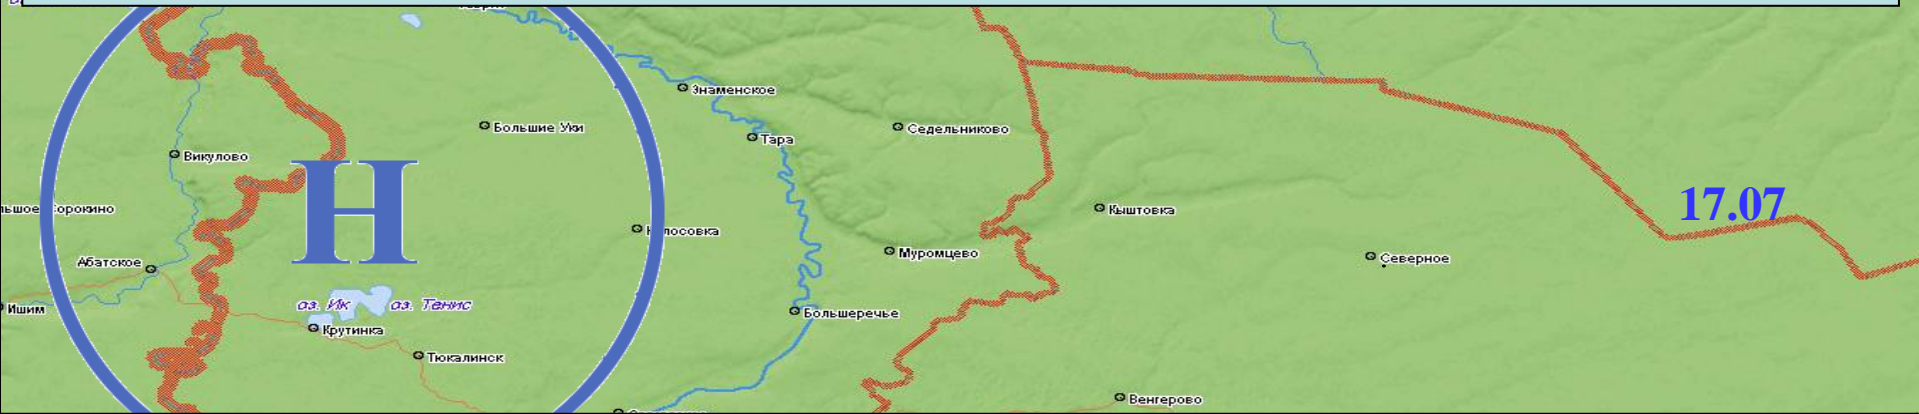 Знаменское
Большие Уки
Седельниково
Тара
Викулово
Н
17.07
Кыштовка
Муромцево
Абатское
Северное
оз. Ик
оз. Тенис
Ишим
Большеречье
Крутинка
Тюкалинск
Венгерово